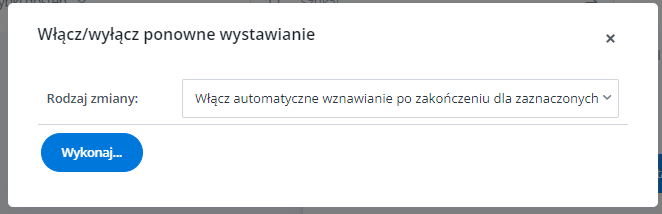 Włącz/wyłącz ponowne wystawianie
×
Rodzaj zmiany:
Włącz automatyczne wznawianie po zakończeniu dla zaznaczonych
Wykonaj...